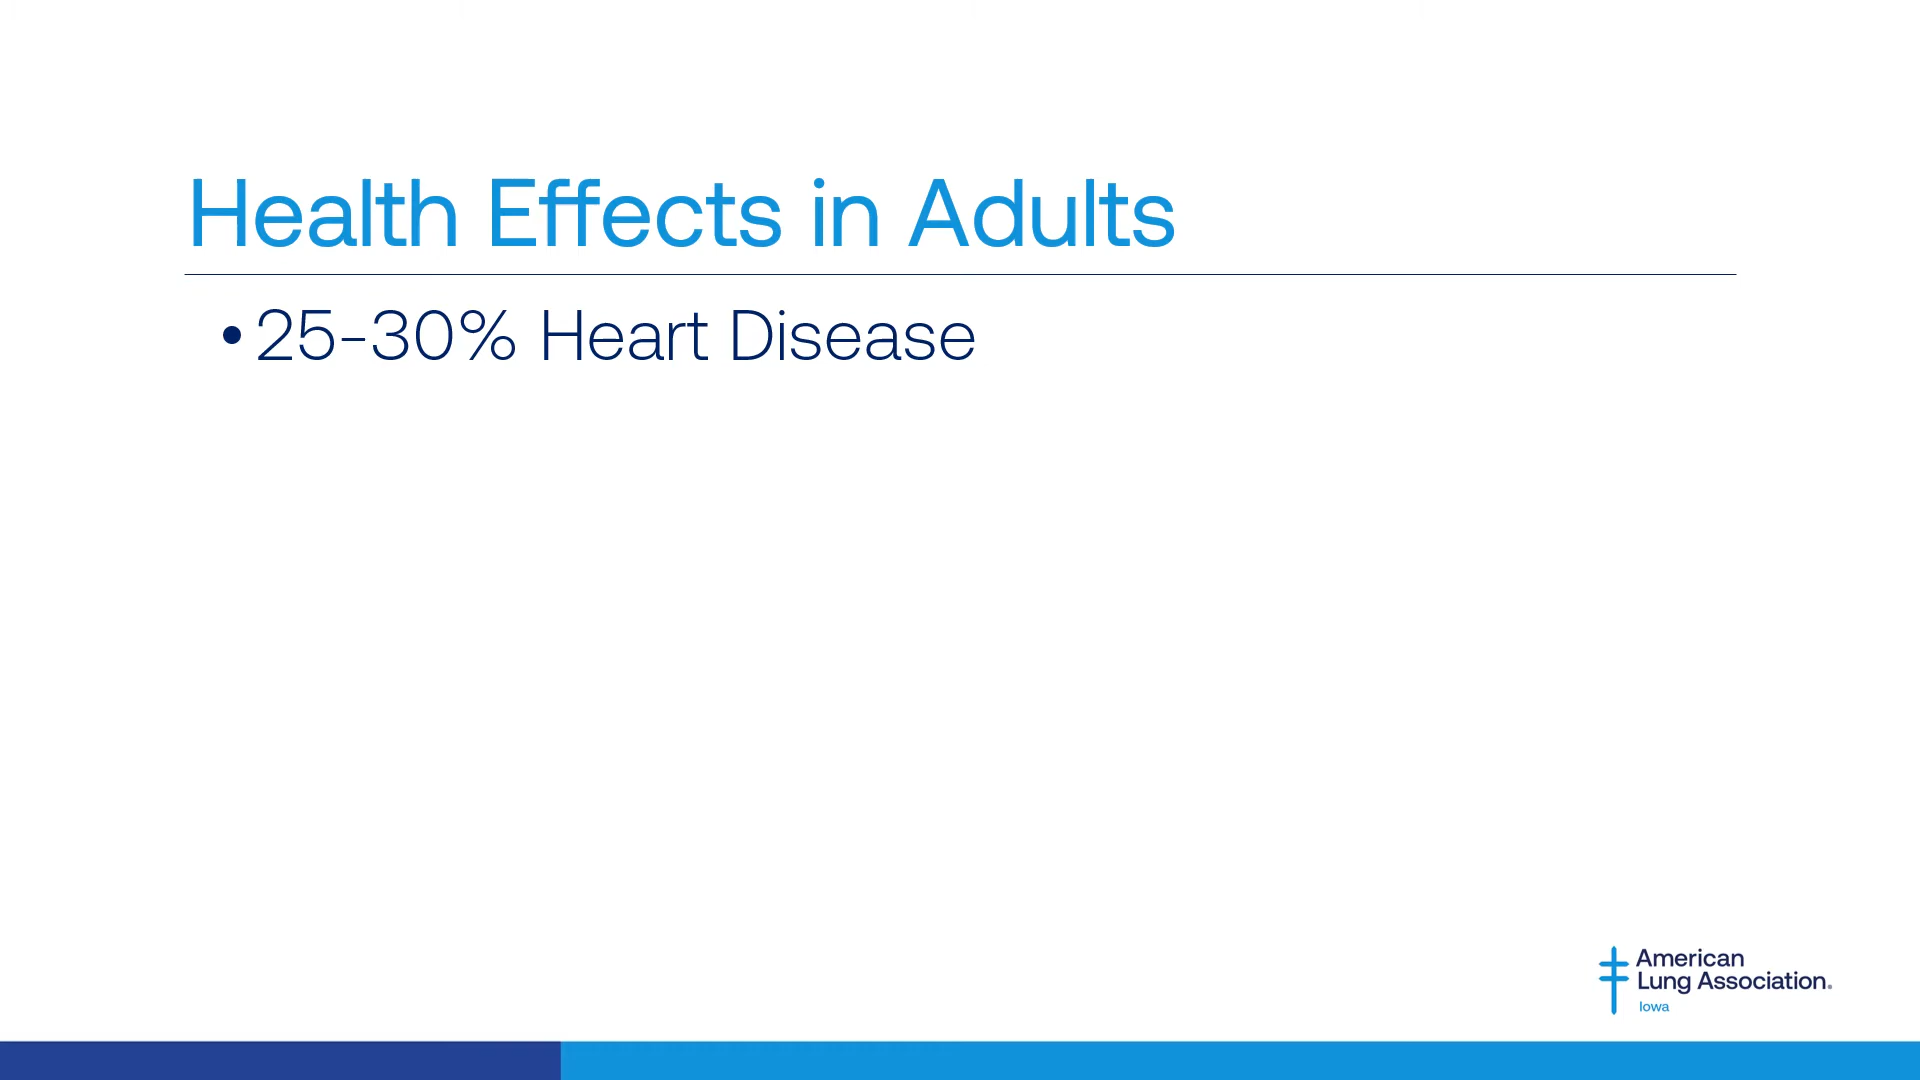 Health Effects in Adults
• 25-30% Heart Disease
American
Lung Association.
Iowa